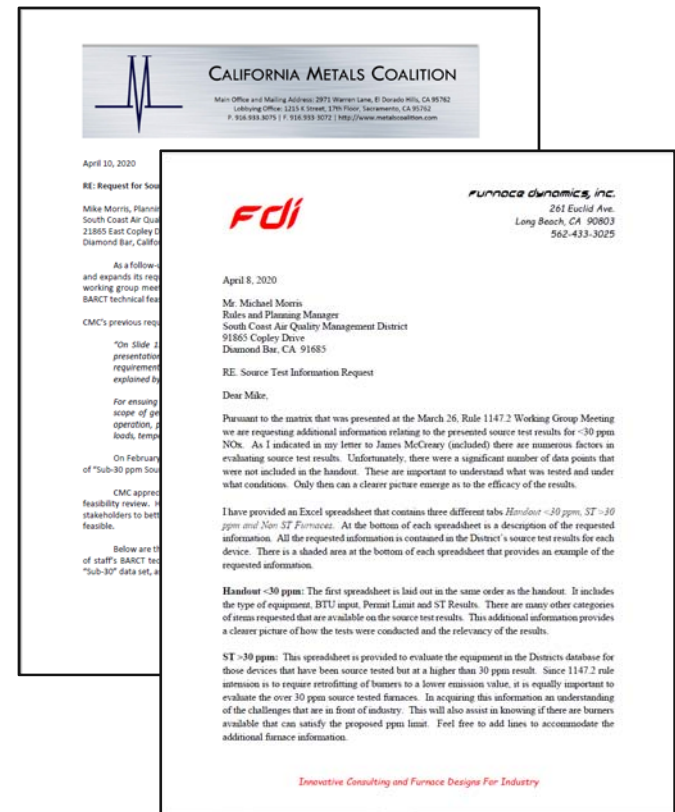 CALIFORNIA METALS COALITION
Main Office and Mailing Address: 2971 Warren Lane, El Dorado Hills, CA 95762
Lobbying Office: 1215 K Street, 17th Floor, Sacramento, CA 95762
P. 916.933.3075 | F. 916.933.3072 | http://www.metalscoalition.com
April 10, 2020
RE: Request for Sou
Mike Morris, Plannin
South Coast Air Qua
21865 East Copley D
Diamond Bar, Califor
As a follow-u
and expands its requ
working group meet
BARCT technical feas
CMC's previous requ
"On Slide 1
presentation
requirement
explained by
For ensuing
scope of ge
operation, p
loads, tempe
On February
of "Sub-30 ppm Sou
CMC apprec
feasibility review. H
stakeholders to bett
feasible.
Below are th
of staff's BARCT tec
"Sub-30" data set, a
fdi
Furnace dynamics, inc.
261 Euclid Ave.
Long Beach, CA 90803
562-433-3025
April 8, 2020
Mr. Michael Morris
Rules and Planning Manager
South Coast Air Quality Management District
91865 Copley Drive
Diamond Bar, CA 91685
RE. Source Test Information Request
Dear Mike,
Pursuant to the matrix that was presented at the March 26, Rule 1147.2 Working Group Meeting
we are requesting additional information relating to the presented source test results for <30 ppm
NOx. As I indicated in my letter to James McCreary (included) there are numerous factors in
evaluating source test results. Unfortunately, there were a significant number of data points that
were not included in the handout. These are important to understand what was tested and under
what conditions. Only then can a clearer picture emerge as to the efficacy of the results.
I have provided an Excel spreadsheet that contains three different tabs Handout <30 ppm, ST >30
ppm and Non ST Furnaces. At the bottom of each spreadsheet is a description of the requested
information. All the requested information is contained in the District's source test results for each
device. There is a shaded area at the bottom of each spreadsheet that provides an example of the
requested information.
Handout <30 ppm: The first spreadsheet is laid out in the same order as the handout. It includes
the type of equipment, BTU input, Permit Limit and ST Results. There are many other categories
of items requested that are available on the source test results. This additional information provides
a clearer picture of how the tests were conducted and the relevancy of the results.
ST >30 ppm: This spreadsheet is provided to evaluate the equipment in the Districts database for
those devices that have been source tested but at a higher than 30 ppm result. Since 1147.2 rule
intension is to require retrofitting of burners to a lower emission value, it is equally important to
evaluate the over 30 ppm source tested furnaces. In acquiring this information an understanding
of the challenges that are in front of industry. This will also assist in knowing if there are burners
available that can satisfy the proposed ppm limit. Feel free to add lines to accommodate the
additional furnace information.
Innovative Consulting and Furnace Designs For Industry